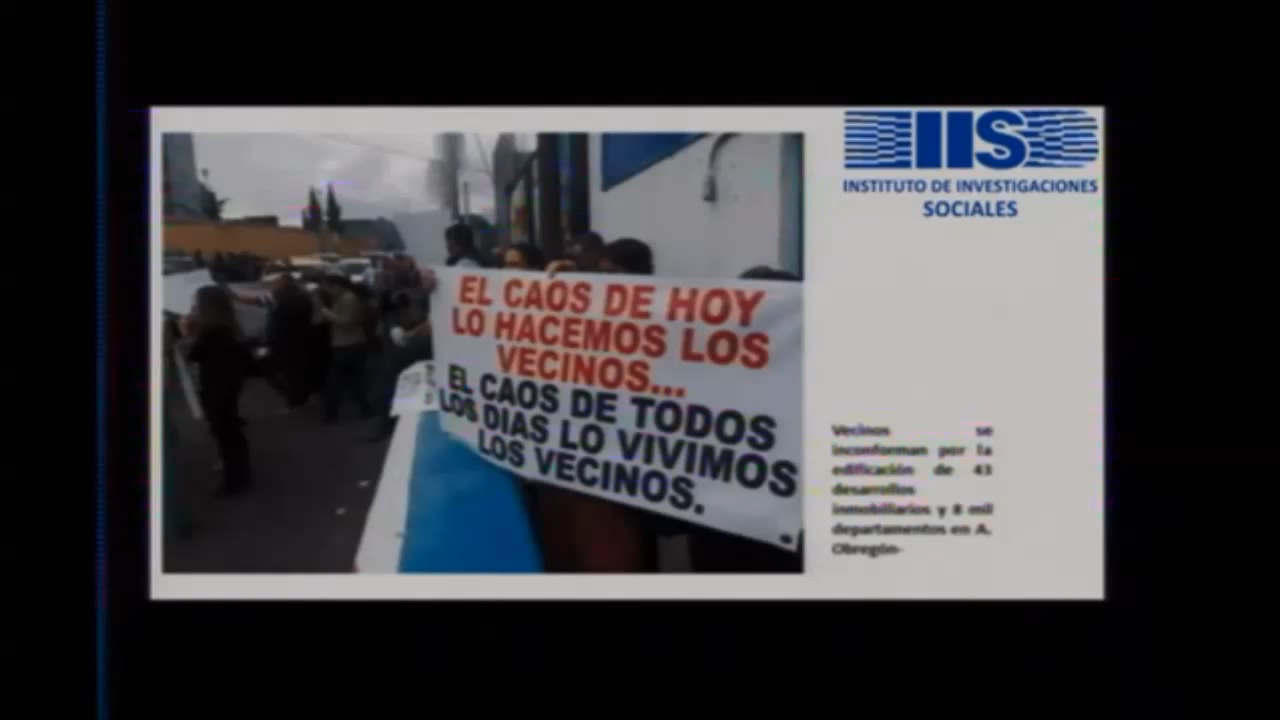 IISD
INSTITUTO DE INVESTIGACIONES
SOCIALES
EL CAOS DE HOY
LO HACEMOS LOS
VECINOS...
EL CAOS DE TODOS
LOS DIAS LO VIVIMOS
LOS VECINOS.
Vecinos se
inconforman por la
edificación de 43
desarrollos
inmobiliarios y 8 mil
departamentos en A.
Obregón-